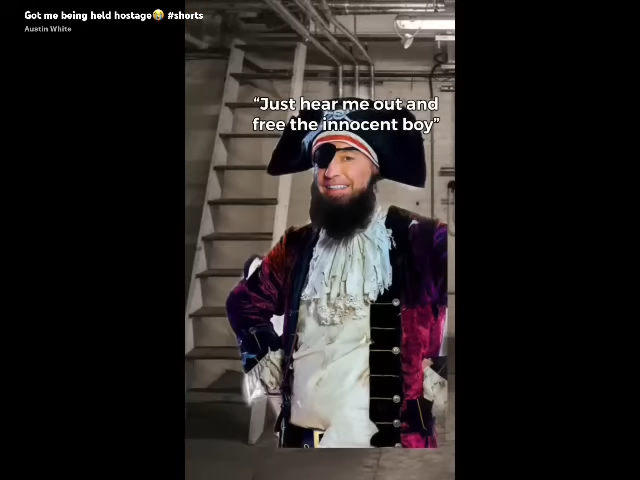 Got me being held hostage😢 #shorts
Austin White
“Just hear me out and
free the innocent boy”